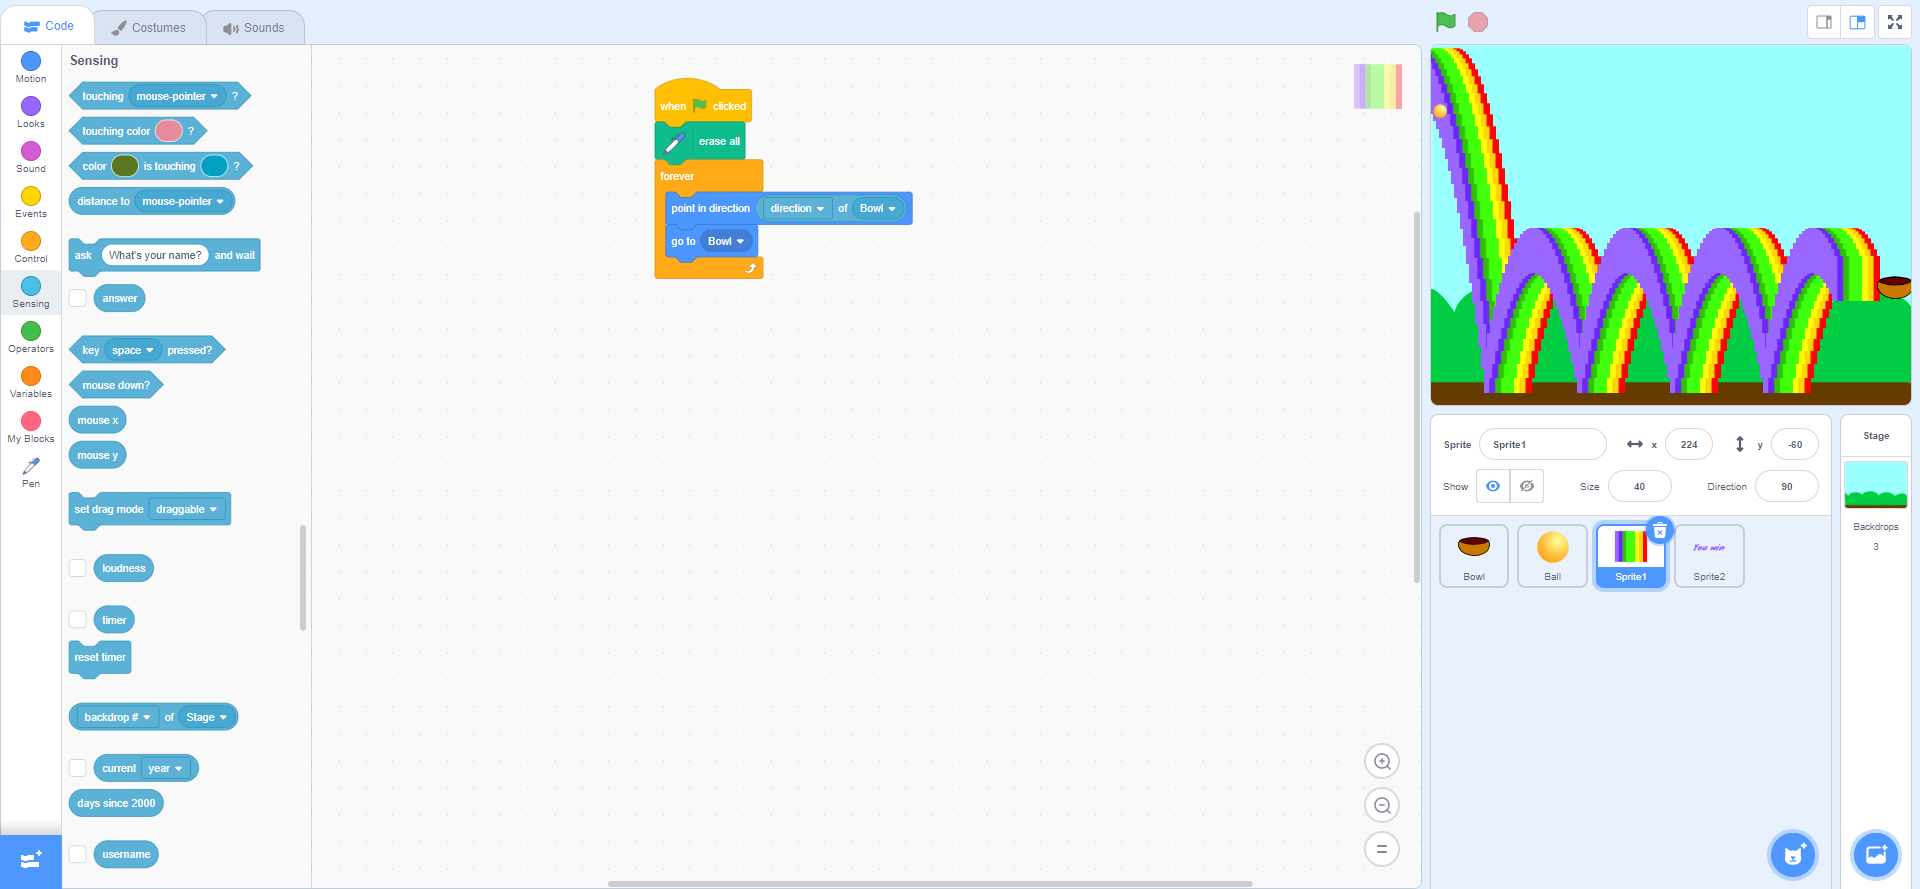 Code
Costumes
Sounds
Motion
Looks
Sound
Events
Control
Sensing
Operators
Variables
My Blocks
Pen
Sensing
touching mouse-pointer ?
touching color ?
color is touching ?
distance to mouse-pointer
ask What's your name? and wait
answer
key space pressed?
mouse down?
mouse x
mouse y
set drag mode draggable
loudness
timer
reset timer
backdrop # of Stage
current year
days since 2000
username
when clicked
erase all
forever
point in direction direction of Bowl
go to Bowl
Sprite Sprite1 x 224 y -60
Show Size 40 Direction 90
Bowl
Ball
Sprite1
You win
Sprite2
Stage
Backdrops
3